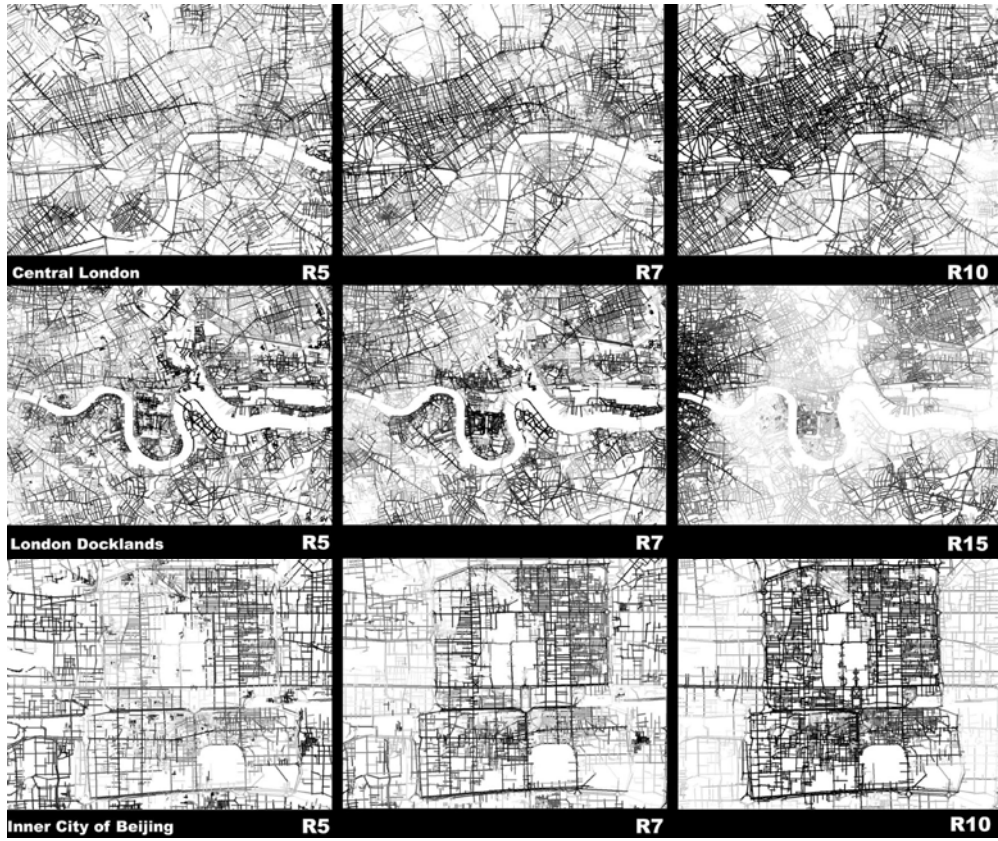 Central London R5 R7 R10
London Docklands R5 R7 R15
Inner City of Beijing R5 R7 R10